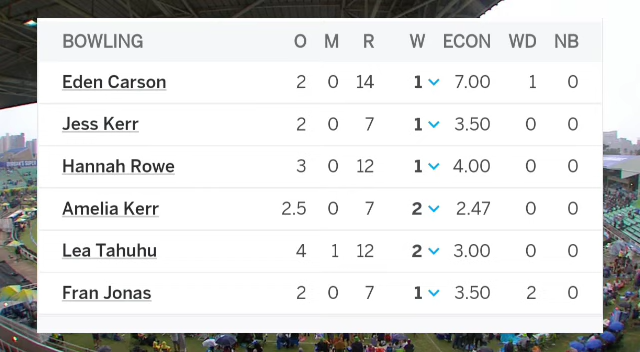 BOWLING O M R W ECON WD NB
Eden Carson 2 0 14 1 7.00 1 0
Jess Kerr 2 0 7 1 3.50 0 0
Hannah Rowe 3 0 12 1 4.00 0 0
Amelia Kerr 2.5 0 7 2 2.47 0 0
Lea Tahuhu 4 1 12 2 3.00 0 0
Fran Jonas 2 0 7 1 3.50 2 0